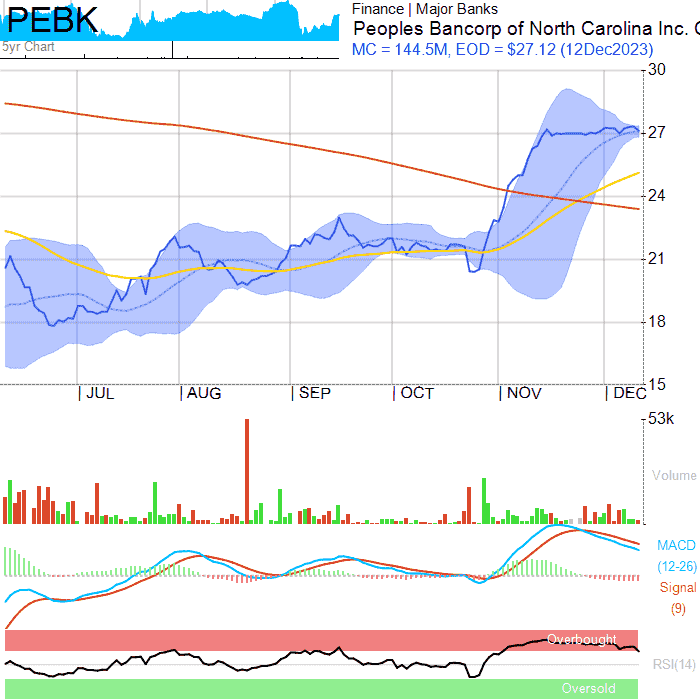 PEBK
5yr Chart
Finance | Major Banks
Peoples Bancorp of North Carolina Inc. C
MC = 144.5M, EOD = $27.12 (12Dec2023)
30
27
24
21
18
15
| JUL | AUG | SEP | OCT | NOV | DEC
53k
Volume
MACD
(12-26)
Signal
(9)
Overbought
RSI(14)
Oversold